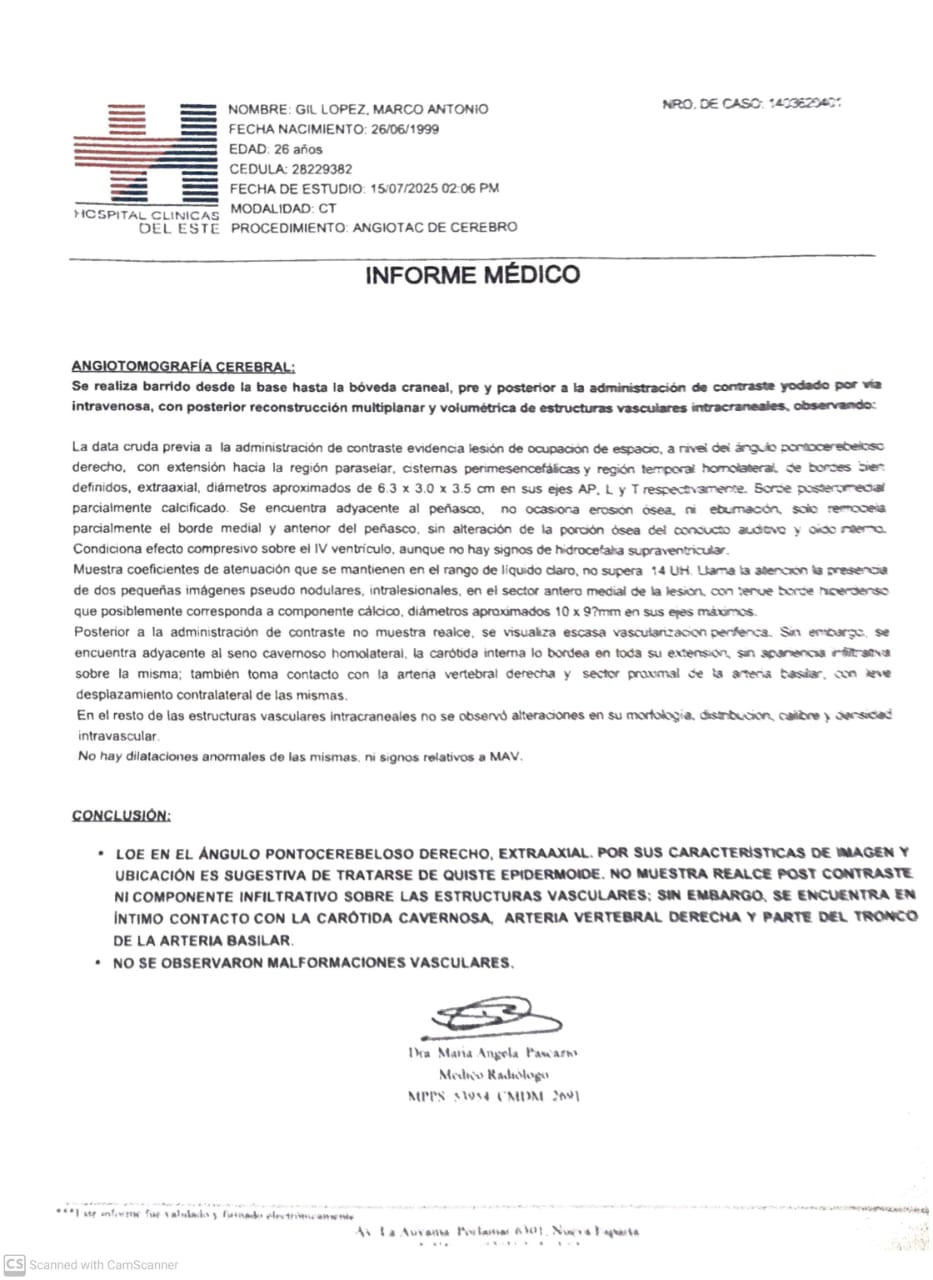 NRO. DE CASO: 1403620401
NOMBRE: GIL LOPEZ, MARCO ANTONIO
FECHA NACIMIENTO: 26/06/1999
EDAD: 26 años
CEDULA: 28229382
FECHA DE ESTUDIO: 15/07/2025 02:06 PM
MODALIDAD: CT
PROCEDIMIENTO: ANGIOTAC DE CEREBRO
HOSPITAL CLINICAS
DEL ESTE
INFORME MÉDICO
ANGIOTOMOGRAFÍA CEREBRAL:
Se realiza barrido desde la base hasta la bóveda craneal, pre y posterior a la administración de contraste yodado por vía
intravenosa, con posterior reconstrucción multiplanar y volumétrica de estructuras vasculares intracraneales, observando:
La data cruda previa a la administración de contraste evidencia lesión de ocupación de espacio, a nivel del ángulo pontocerebeloso
derecho, con extensión hacia la región paraselar, cisternas perimesencefálicas y región temporal homolateral, de bordes bien
definidos, extraaxial, diámetros aproximados de 6.3 x 3.0 x 3.5 cm en sus ejes AP, L y T respectivamente. Borde posteromedial
parcialmente calcificado. Se encuentra adyacente al peñasco, no ocasiona erosión ósea, ni eburnación, solo remodela
parcialmente el borde medial y anterior del peñasco, sin alteración de la porción ósea del conducto auditivo y oído interno.
Condiciona efecto compresivo sobre el IV ventrículo, aunque no hay signos de hidrocefalia supraventricular.
Muestra coeficientes de atenuación que se mantienen en el rango de líquido claro, no supera 14 UH. Llama la atención la presencia
de dos pequeñas imágenes pseudo nodulares, intralesionales, en el sector antero medial de la lesión, con tenue borde hiperdenso
que posiblemente corresponda a componente cálcico, diámetros aproximados 10 x 9?mm en sus ejes máximos.
Posterior a la administración de contraste no muestra realce, se visualiza escasa vascularización periférica. Sin embargo, se
encuentra adyacente al seno cavernoso homolateral, la carótida interna lo bordea en toda su extensión, sin apariencia infiltrativa
sobre la misma; también toma contacto con la arteria vertebral derecha y sector proximal de la arteria basilar, con leve
desplazamiento contralateral de las mismas.
En el resto de las estructuras vasculares intracraneales no se observó alteraciones en su morfología, distribución, calibre y densidad
intravascular.
No hay dilataciones anormales de las mismas, ni signos relativos a MAV.
CONCLUSIÓN:
• LOE EN EL ÁNGULO PONTOCEREBELOSO DERECHO, EXTRAAXIAL. POR SUS CARACTERÍSTICAS DE IMAGEN Y
UBICACIÓN ES SUGESTIVA DE TRATARSE DE QUISTE EPIDERMOIDE. NO MUESTRA REALCE POST CONTRASTE
NI COMPONENTE INFILTRATIVO SOBRE LAS ESTRUCTURAS VASCULARES; SIN EMBARGO, SE ENCUENTRA EN
ÍNTIMO CONTACTO CON LA CARÓTIDA CAVERNOSA, ARTERIA VERTEBRAL DERECHA Y PARTE DEL TRONCO
DE LA ARTERIA BASILAR.
• NO SE OBSERVARON MALFORMACIONES VASCULARES.
Dra Maria Angela
Medico Radiólogo
MPPS 53954 CMDM 2691
***Este informe fue validado y firmado electrónicamente
Av. La Auyama Porlamar 6301, Nueva Esparta
CS Scanned with CamScanner